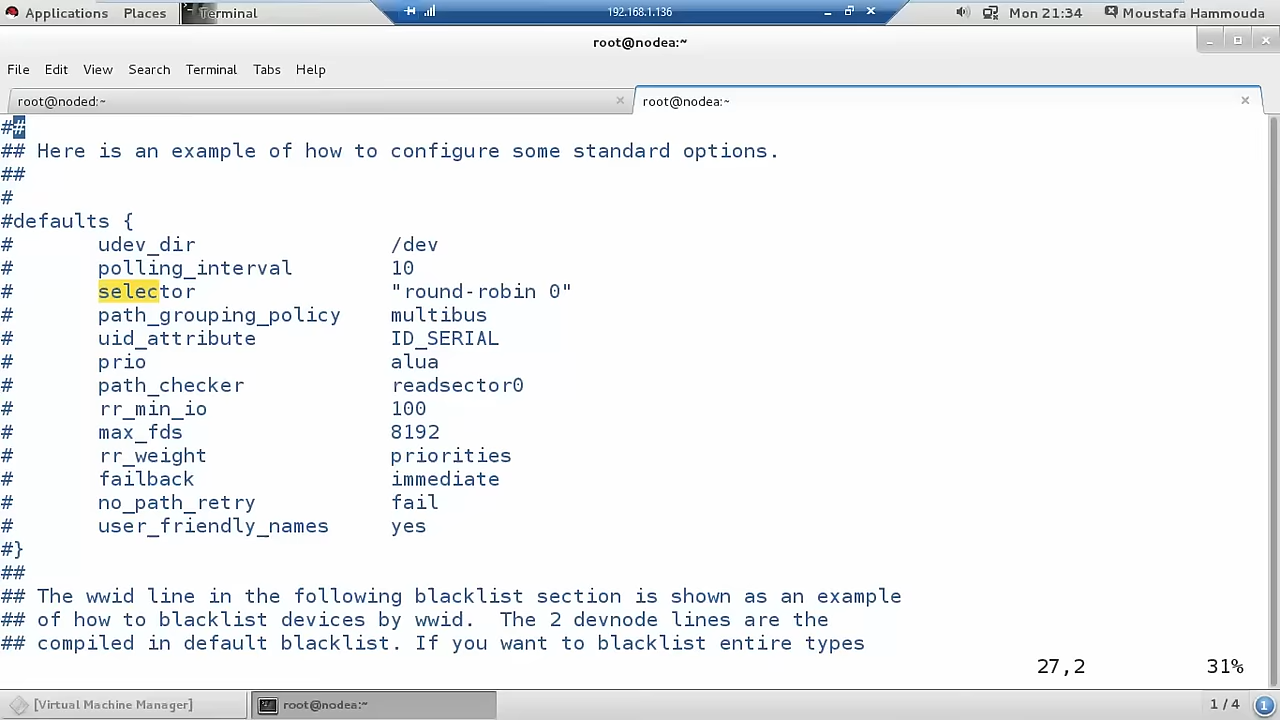 Applications Places Terminal 192.168.1.136 Mon 21:34 Moustafa Hammouda
root@nodea:~
File Edit View Search Terminal Tabs Help
root@noded:~ root@nodea:~
##
## Here is an example of how to configure some standard options.
##
#
#defaults {
# udev_dir /dev
# polling_interval 10
# selector "round-robin 0"
# path_grouping_policy multibus
# uid_attribute ID_SERIAL
# prio alua
# path_checker readsector0
# rr_min_io 100
# max_fds 8192
# rr_weight priorities
# failback immediate
# no_path_retry fail
# user_friendly_names yes
#}
##
## The wwid line in the following blacklist section is shown as an example
## of how to blacklist devices by wwid.  The 2 devnode lines are the
## compiled in default blacklist. If you want to blacklist entire types
27,2 31%
[Virtual Machine Manager] root@nodea:~ 1 / 4 1